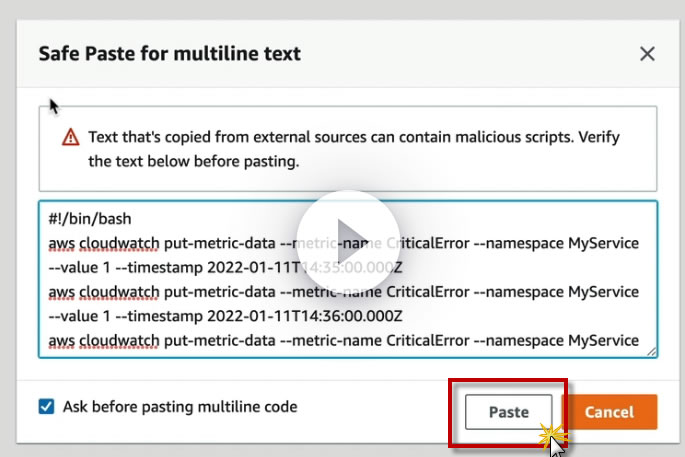 Safe Paste for multiline text
Text that's copied from external sources can contain malicious scripts. Verify
the text below before pasting.
#!/bin/bash
aws cloudwatch put-metric-data --metric-name CriticalError --namespace MyService
--value 1 --timestamp 2022-01-11T14:35:00.000Z
aws cloudwatch put-metric-data --metric-name CriticalError --namespace MyService
--value 1 --timestamp 2022-01-11T14:36:00.000Z
aws cloudwatch put-metric-data --metric-name CriticalError --namespace MyService
Ask before pasting multiline code
Paste
Cancel